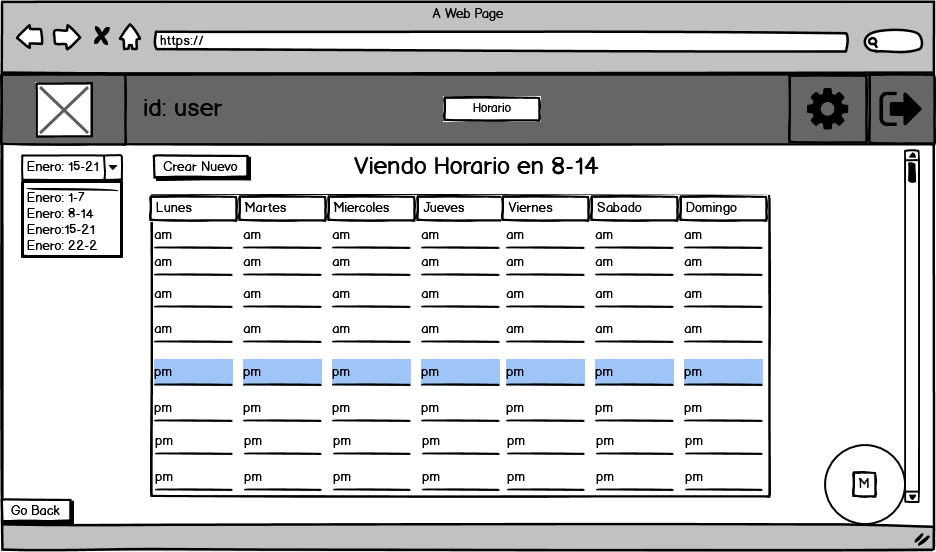 A Web Page
https://
id: user
Horario
Enero: 15-21
Crear Nuevo
Viendo Horario en 8-14
Enero: 1-7
Enero: 8-14
Enero:15-21
Enero: 22-2
Lunes Martes Miercoles Jueves Viernes Sabado Domingo
am am am am am am am
am am am am am am am
am am am am am am am
am am am am am am am
pm pm pm pm pm pm pm
pm pm pm pm pm pm pm
pm pm pm pm pm pm pm
pm pm pm pm pm pm pm
M
Go Back